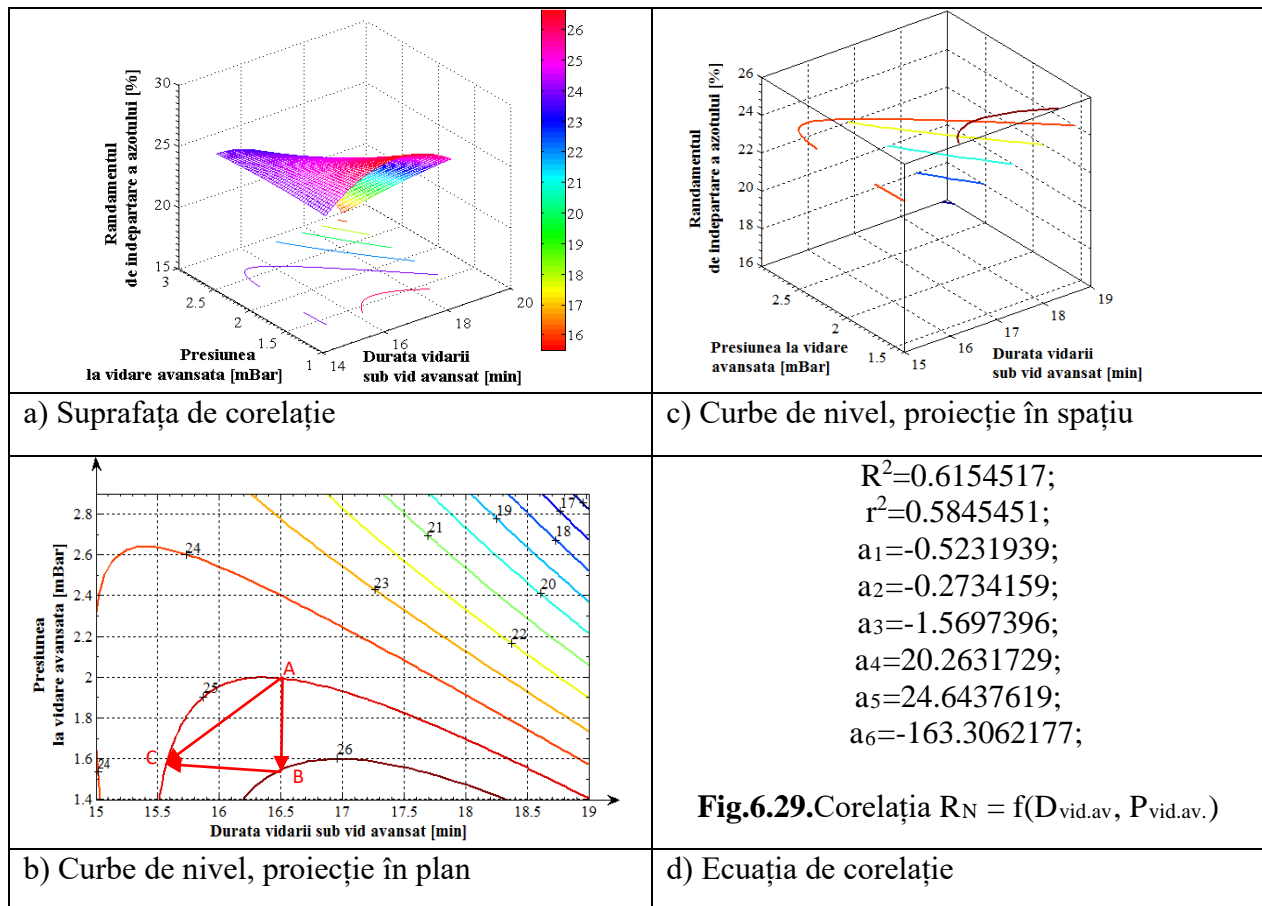 Randamentul
de indepartare a azotului [%]
30
25
20
15
3
2.5
2
1.5
1
14
16
18
20
Presiunea
la vidare avansata [mBar]
Durata vidarii
sub vid avansat [min]
26
25
24
23
22
21
20
19
18
17
16
a) Suprafața de corelație
Randamentul
de indepartare a azotului [%]
26
24
22
20
18
16
2.5
2
1.5
15
16
17
18
19
Presiunea la vidare
avansata [mBar]
Durata vidarii
sub vid avansat [min]
c) Curbe de nivel, proiecție în spațiu
Presiunea
la vidare avansata [mBar]
2.8
2.6
2.4
2.2
2
1.8
1.6
1.4
15
15.5
16
16.5
17
17.5
18
18.5
19
Durata vidarii sub vid avansat [min]
17
19
18
21
24
23
20
22
25
A
26
C
B
24
b) Curbe de nivel, proiecție în plan
R²=0.6154517;
r²=0.5845451;
a₁=-0.5231939;
a₂=-0.2734159;
a₃=-1.5697396;
a₄=20.2631729;
a₅=24.6437619;
a₆=-163.3062177;
Fig.6.29.Corelația R_N = f(D_vid.av, P_vid.av.)
d) Ecuația de corelație